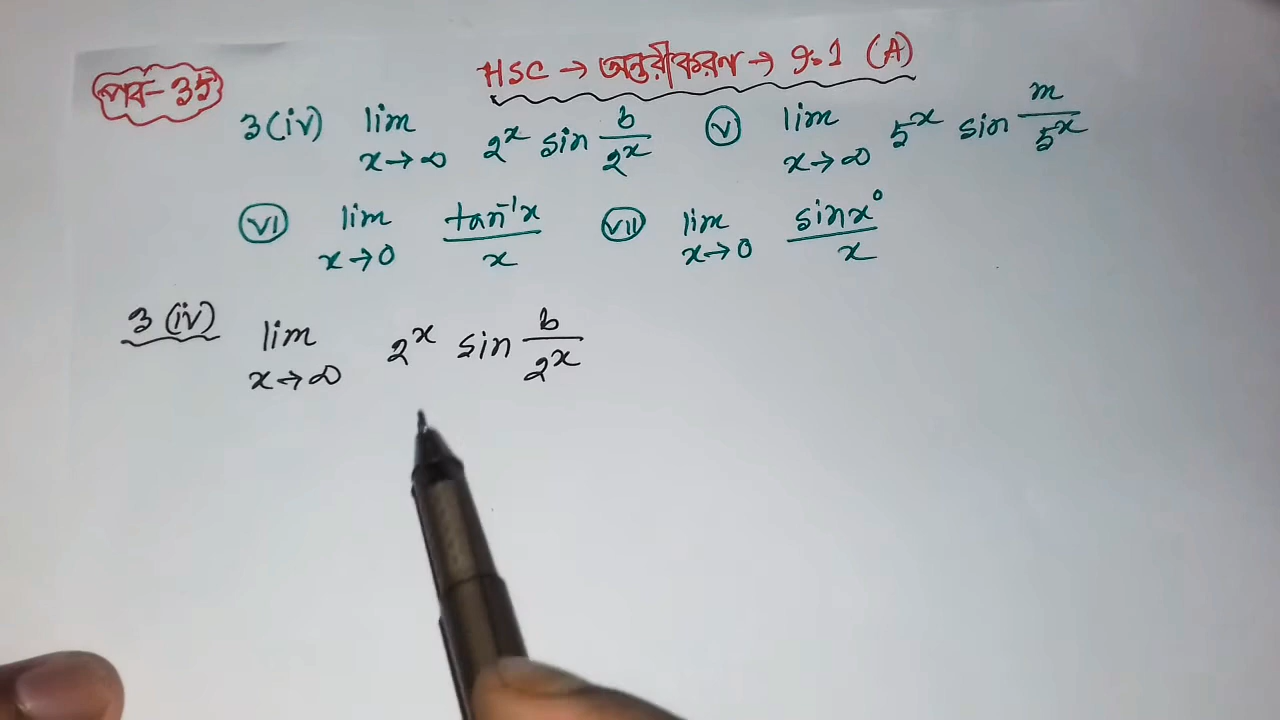 HSC → অন্তরীকরণ → 9.1 (A)
পর্ব- 35
3(iv) lim x→∞ 2^x sin b/2^x (v) lim x→∞ 5^x sin m/5^x
(vi) lim x→0 tan⁻¹x/x (vii) lim x→0 sinx°/x
3(iv) lim x→∞ 2^x sin b/2^x